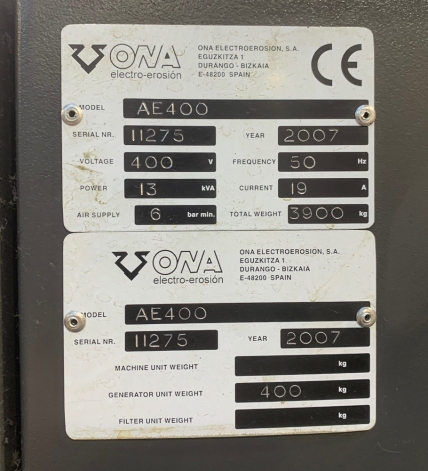 ONA
electro-erosión
ONA ELECTROEROSION, S.A.
EGUZKITZA 1
DURANGO - BIZKAIA
E-48200 SPAIN
CE
MODEL AE400
SERIAL NR. 11275 YEAR 2007
VOLTAGE 400 V FREQUENCY 50 Hz
POWER 13 kVA CURRENT 19 A
AIR SUPPLY 6 bar min. TOTAL WEIGHT 3900 kg
ONA
electro-erosión
ONA ELECTROEROSION, S.A.
EGUZKITZA 1
DURANGO - BIZKAIA
E-48200 SPAIN
MODEL AE400
SERIAL NR. 11275 YEAR 2007
MACHINE UNIT WEIGHT kg
GENERATOR UNIT WEIGHT 400 kg
FILTER UNIT WEIGHT kg